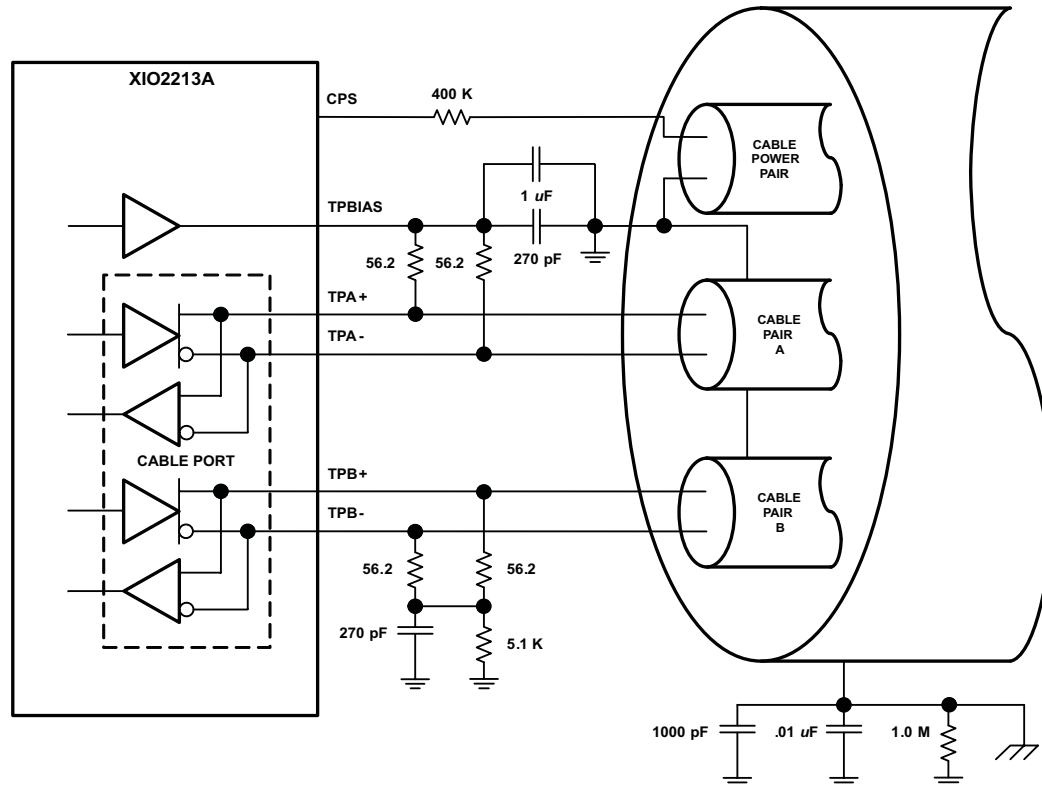 XIO2213A
CPS
400 K
CABLE
POWER
PAIR
1 uF
TPBIAS
270 pF
56.2
56.2
TPA+
TPA-
CABLE
PAIR
A
CABLE PORT
TPB+
TPB-
CABLE
PAIR
B
56.2
56.2
270 pF
5.1 K
1000 pF
.01 uF
1.0 M